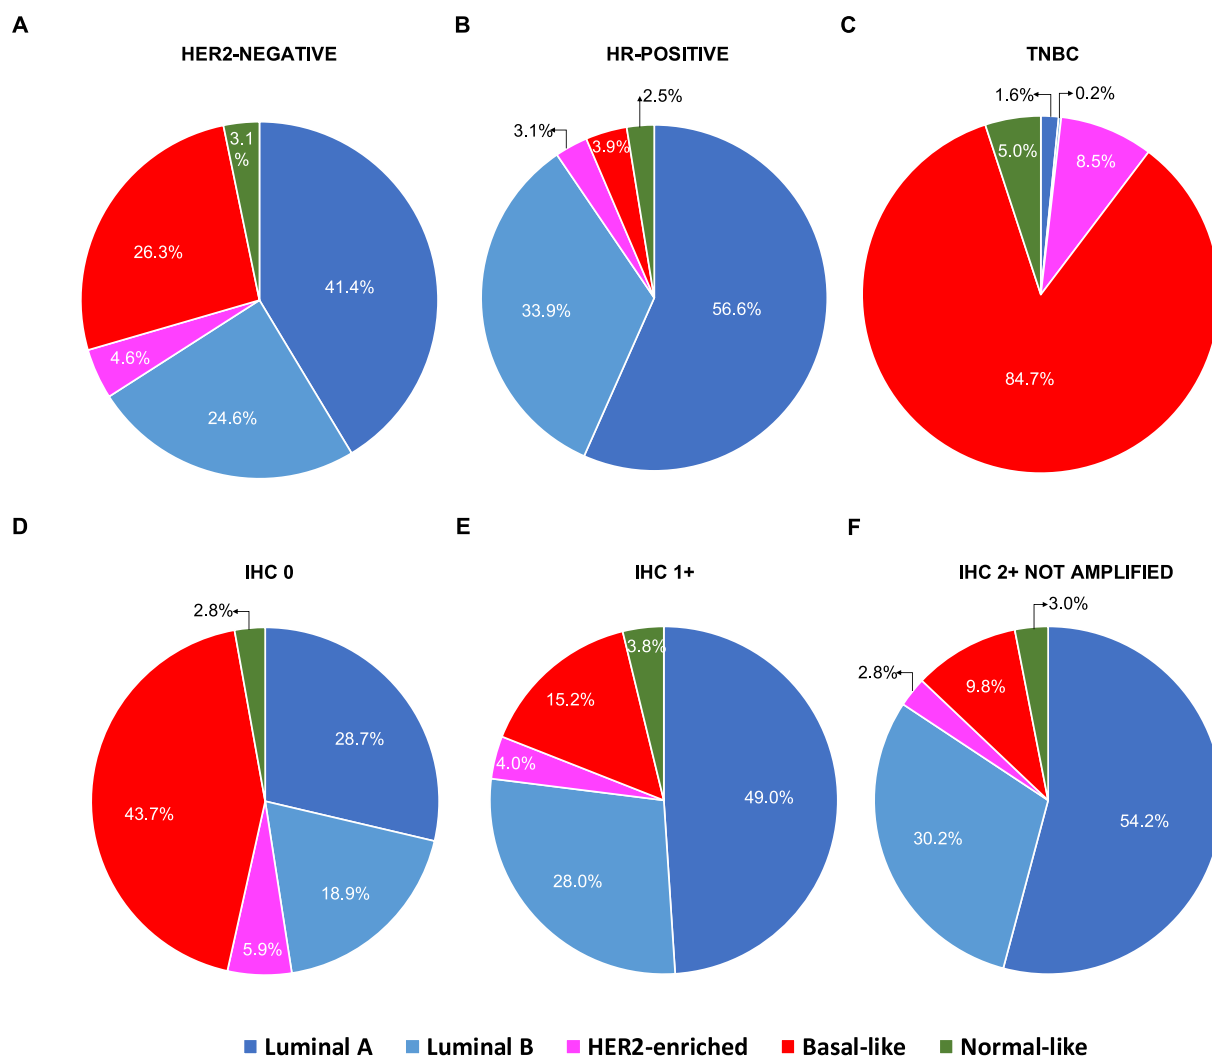 A
B
C
HER2-NEGATIVE
HR-POSITIVE
TNBC
3.1
%
26.3%
41.4%
4.6%
24.6%
2.5%
3.1%
3.9%
33.9%
56.6%
1.6%
0.2%
5.0%
8.5%
84.7%
D
E
F
IHC 0
IHC 1+
IHC 2+ NOT AMPLIFIED
2.8%
28.7%
43.7%
18.9%
5.9%
3.8%
15.2%
4.0%
49.0%
28.0%
3.0%
2.8%
9.8%
54.2%
30.2%
Luminal A Luminal B HER2-enriched Basal-like Normal-like